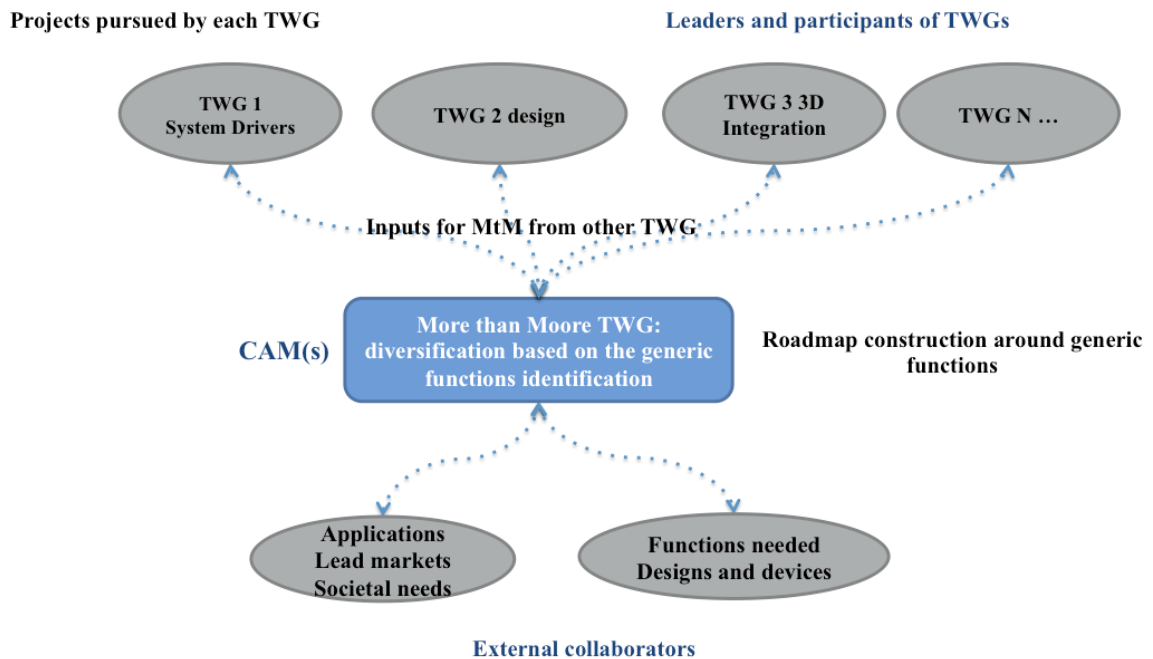 Projects pursued by each TWG
Leaders and participants of TWGs
TWG 1
System Drivers
TWG 2 design
TWG 3 3D
Integration
TWG N …
Inputs for MtM from other TWG
CAM(s)
More than Moore TWG:
diversification based on the generic
functions identification
Roadmap construction around generic
functions
Applications
Lead markets
Societal needs
Functions needed
Designs and devices
External collaborators